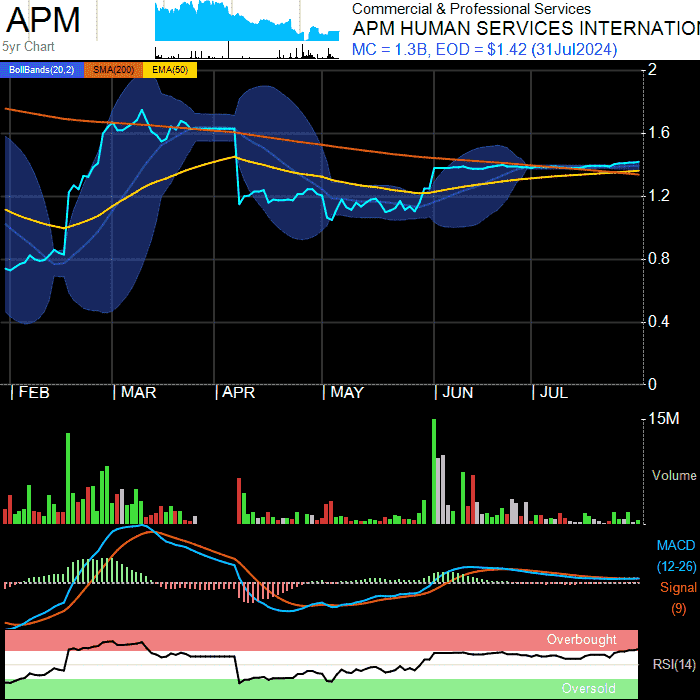 APM
5yr Chart
Commercial & Professional Services
APM HUMAN SERVICES INTERNATIO
MC = 1.3B, EOD = $1.42 (31Jul2024)
BollBands(20,2) SMA(200) EMA(50)
2
1.6
1.2
0.8
0.4
0
FEB MAR APR MAY JUN JUL
15M
Volume
MACD
(12-26)
Signal
(9)
Overbought
RSI(14)
Oversold